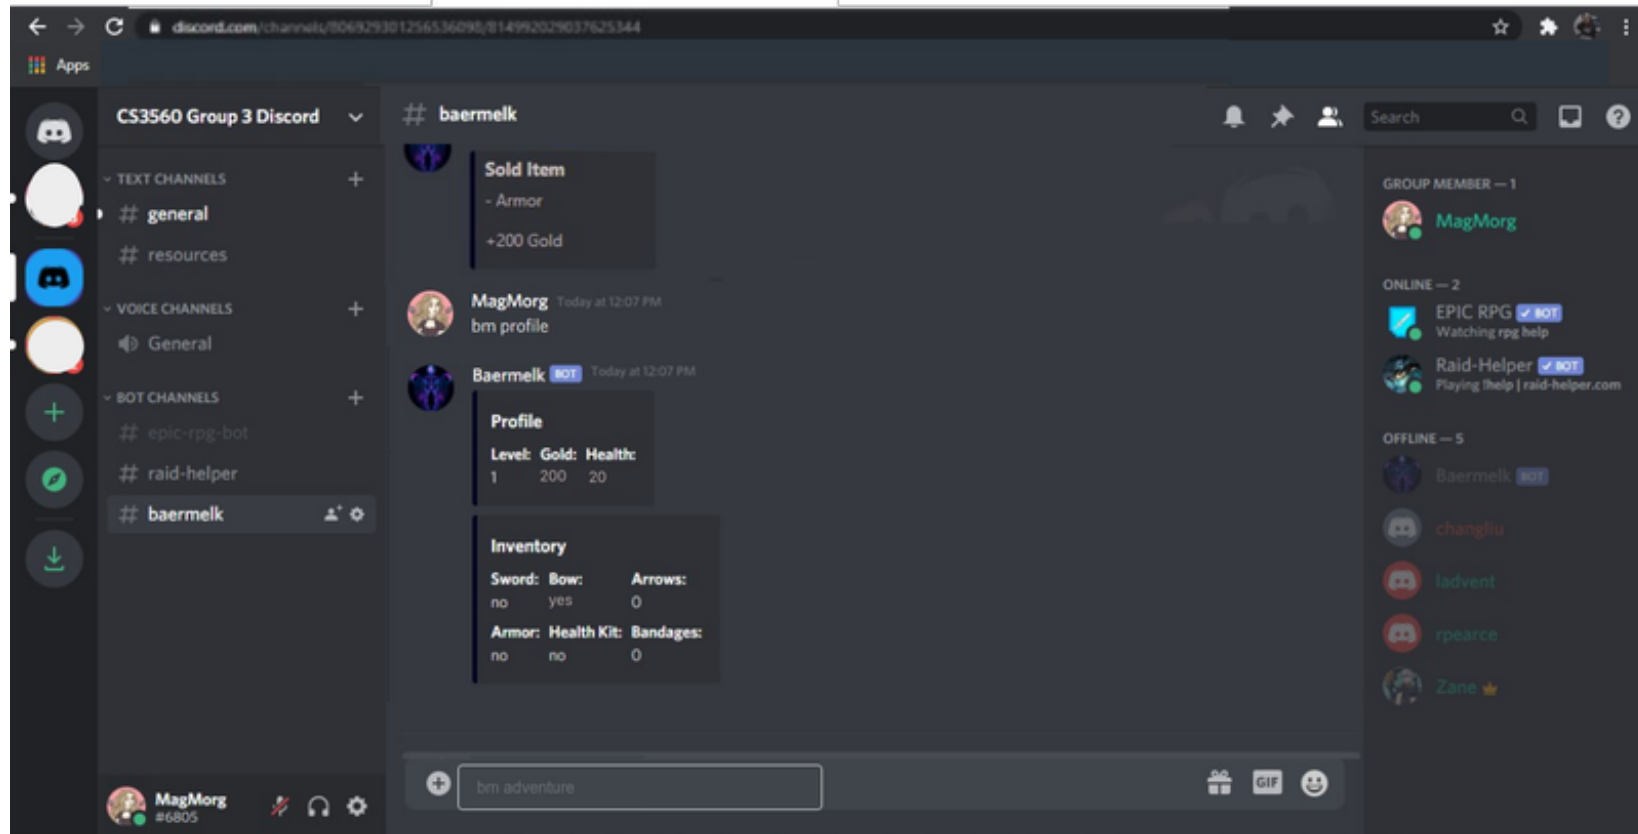 discord.com/channels/806929301256536098/814992029037625344
Apps
CS3560 Group 3 Discord
TEXT CHANNELS
general
resources
VOICE CHANNELS
General
BOT CHANNELS
epic-rpg-bot
raid-helper
baermelk
MagMorg
#6805
baermelk
Search
Sold Item
- Armor
+200 Gold
MagMorg Today at 12:07 PM
bm profile
Baermelk BOT Today at 12:07 PM
Profile
Level: Gold: Health:
1 200 20
Inventory
Sword: Bow: Arrows:
no yes 0
Armor: Health Kit: Bandages:
no no 0
bm adventure
GIF
GROUP MEMBER — 1
MagMorg
ONLINE — 2
EPIC RPG ✓ BOT
Watching rpg help
Raid-Helper ✓ BOT
Playing !help | raid-helper.com
OFFLINE — 5
Baermelk BOT
changliu
ladvent
rpearce
Zane